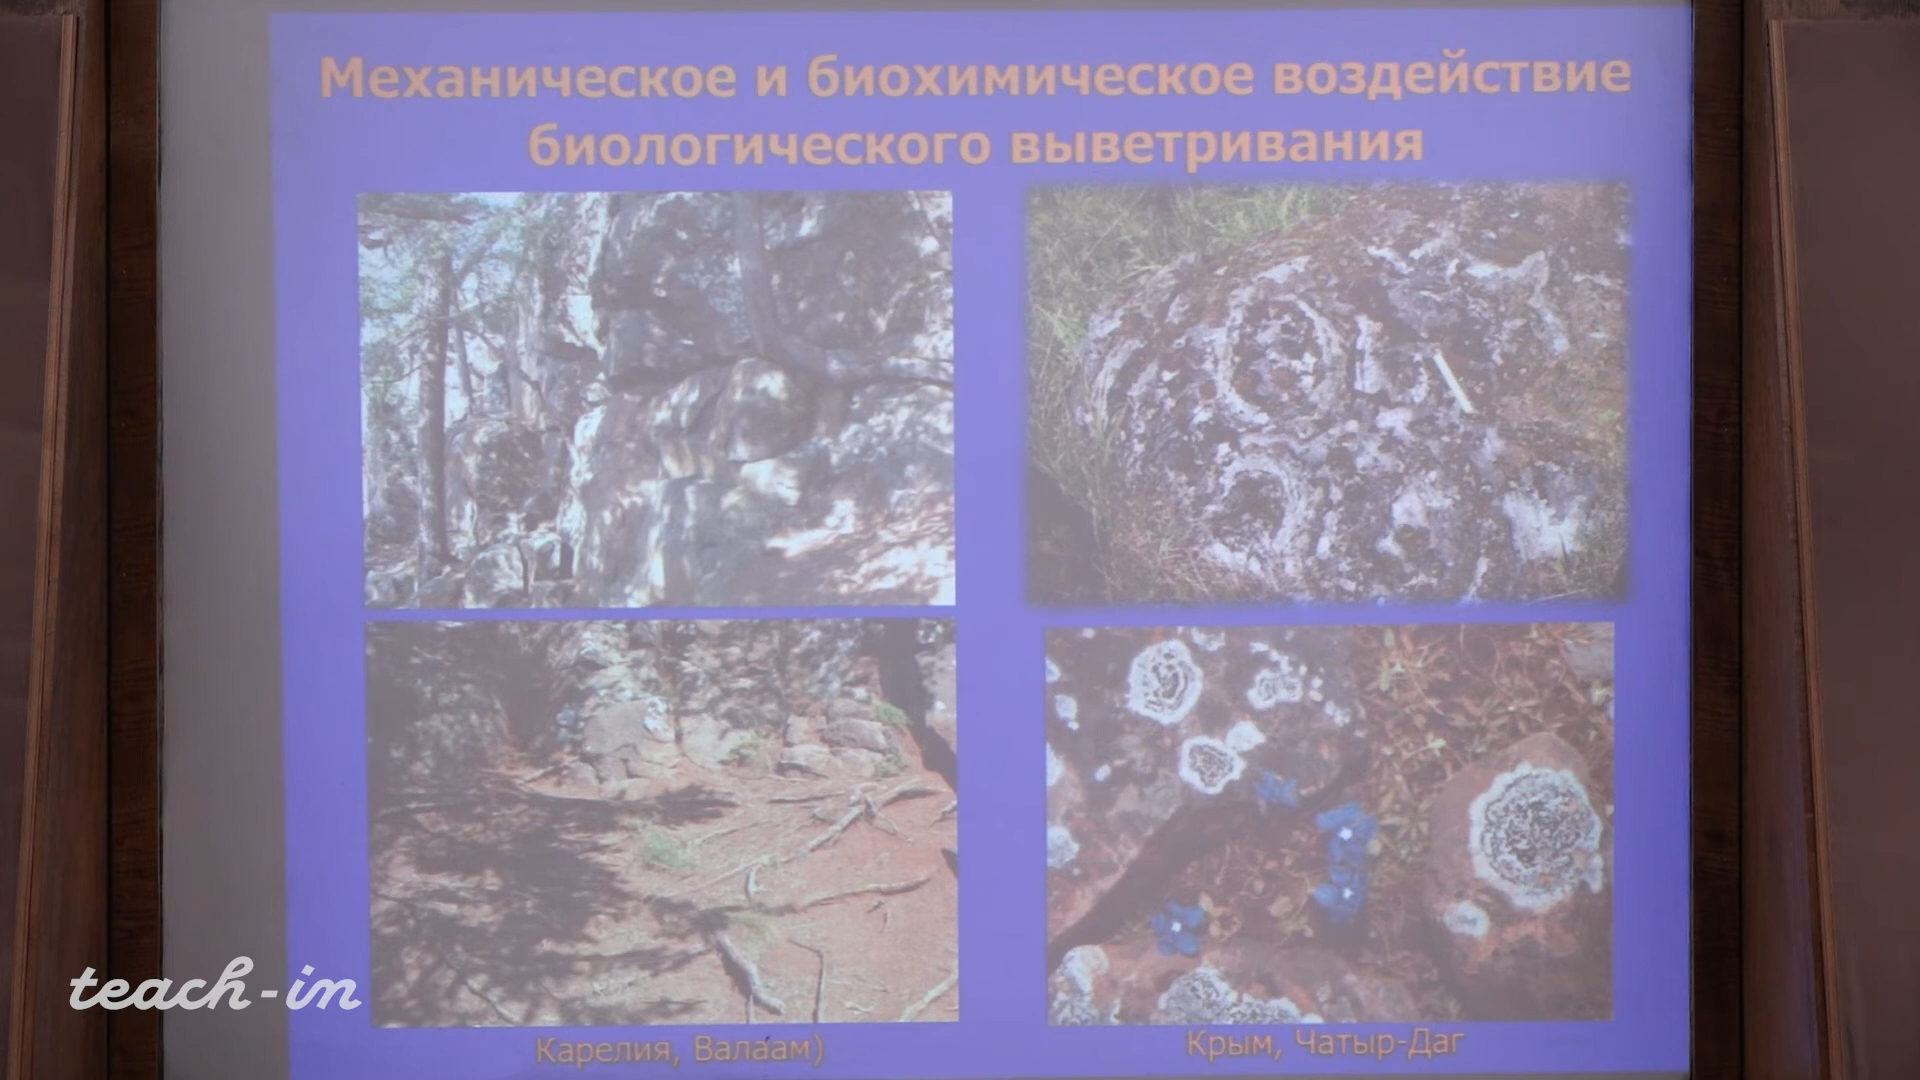 Механическое и биохимическое воздействие
биологического выветривания
Карелия, Валаам)
Крым, Чатыр-Даг
teach-in